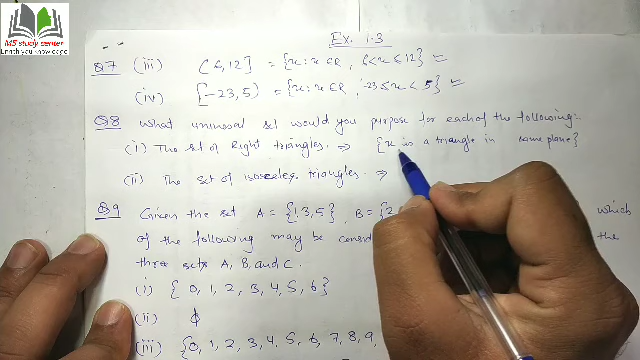 MS study center
Enrich you knowledge
Ex 1.3
Q7 (iii) (6, 12] = {x : x ∈ R, 6 < x ≤ 12}
(iv) [-23, 5) = {x : x ∈ R, -23 ≤ x < 5}
Q8 What universal set would you purpose for each of the following:
(i) The set of Right triangles. ⇒ {x is a triangle in same plane}
(ii) The set of isosceles triangles. ⇒
Q9 Given the set A = {1, 3, 5}, B = {2, which
of the following may be the
three sets A, B, and C.
(i) { 0, 1, 2, 3, 4, 5, 6}
(ii) ϕ
(iii) {0, 1, 2, 3, 4, 5, 6, 7, 8, 9,